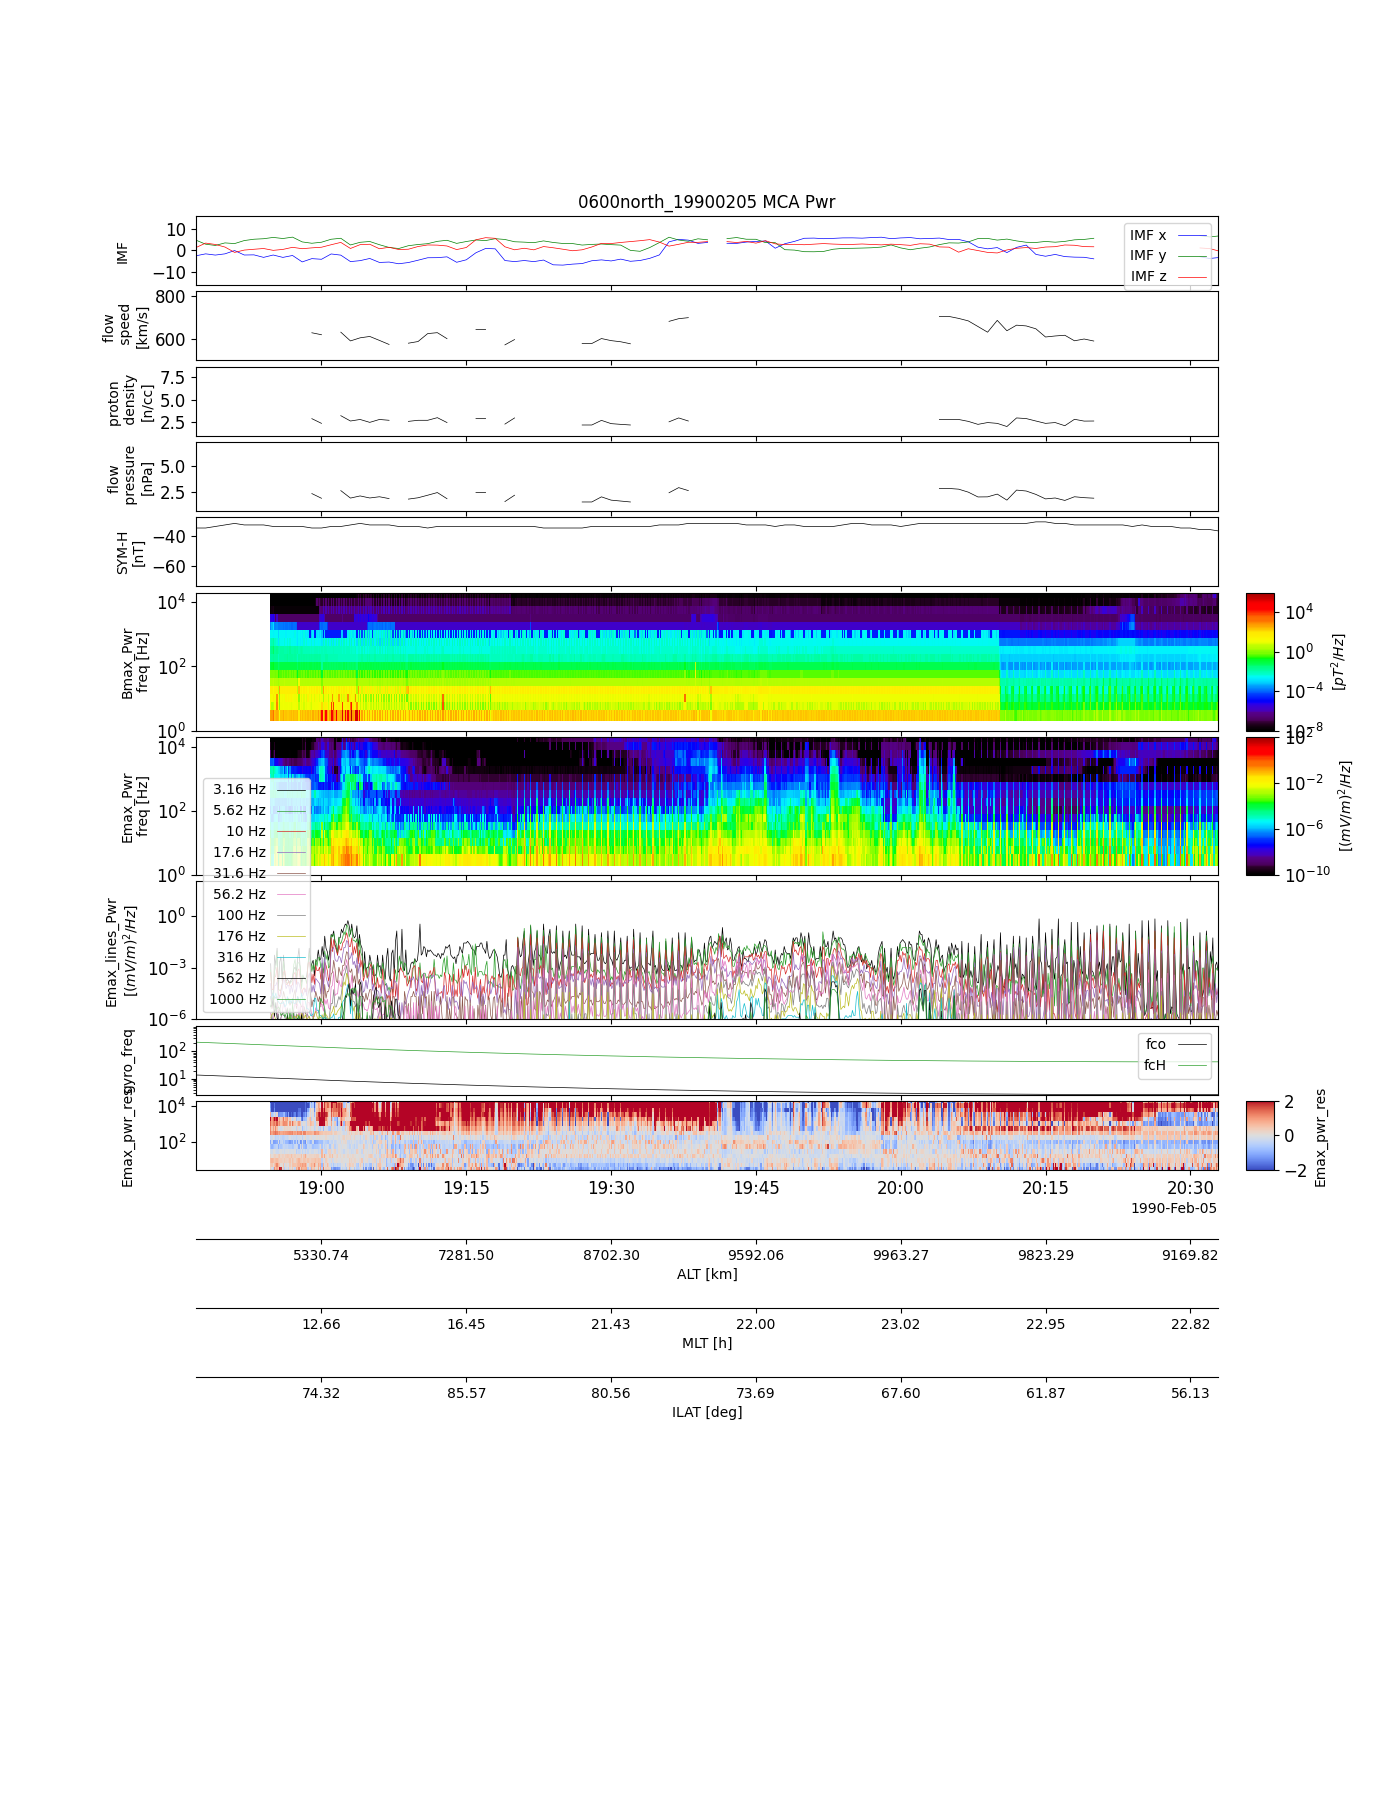 0600north_19900205 MCA Pwr
10
0
−10
IMF
IMF x
IMF y
IMF z
800
600
flow
speed
[km/s]
7.5
5.0
2.5
proton
density
[n/cc]
5.0
2.5
flow
pressure
[nPa]
−40
−60
SYM-H
[nT]
10^4
10^2
10^0
Bmax_Pwr
freq [Hz]
10^4
10^0
10^−4
10^−8
[pT^2/Hz]
10^4
10^2
10^0
Emax_Pwr
freq [Hz]
10^2
10^−2
10^−6
10^−10
[(mV/m)^2/Hz]
3.16 Hz
5.62 Hz
10 Hz
17.6 Hz
31.6 Hz
56.2 Hz
100 Hz
176 Hz
316 Hz
562 Hz
1000 Hz
10^0
10^−3
10^−6
Emax_lines_Pwr
[(mV/m)^2/Hz]
10^2
10^1
gyro_freq
fco
fcH
10^4
10^2
Emax_pwr_res
2
0
−2
Emax_pwr_res
19:00 19:15 19:30 19:45 20:00 20:15 20:30
1990-Feb-05
5330.74 7281.50 8702.30 9592.06 9963.27 9823.29 9169.82
ALT [km]
12.66 16.45 21.43 22.00 23.02 22.95 22.82
MLT [h]
74.32 85.57 80.56 73.69 67.60 61.87 56.13
ILAT [deg]